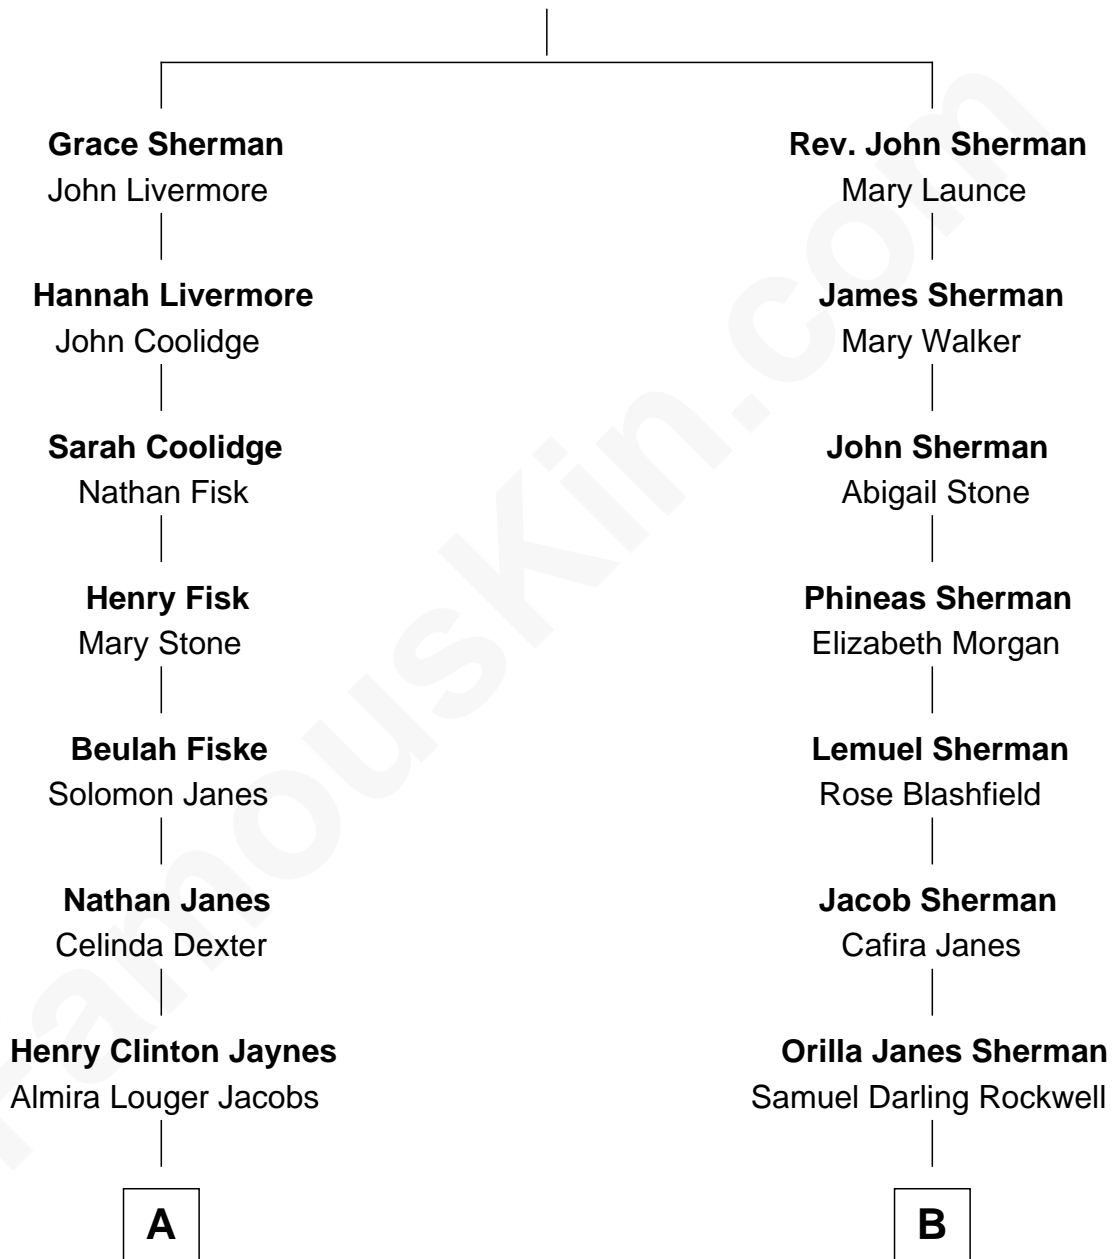 Grace Sherman
John Livermore
Hannah Livermore
John Coolidge
Sarah Coolidge
Nathan Fisk
Henry Fisk
Mary Stone
Beulah Fiske
Solomon Janes
Nathan Janes
Celinda Dexter
Henry Clinton Jaynes
Almira Louger Jacobs
A
Rev. John Sherman
Mary Launce
James Sherman
Mary Walker
John Sherman
Abigail Stone
Phineas Sherman
Elizabeth Morgan
Lemuel Sherman
Rose Blashfield
Jacob Sherman
Cafira Janes
Orilla Janes Sherman
Samuel Darling Rockwell
B
FamousKin.com